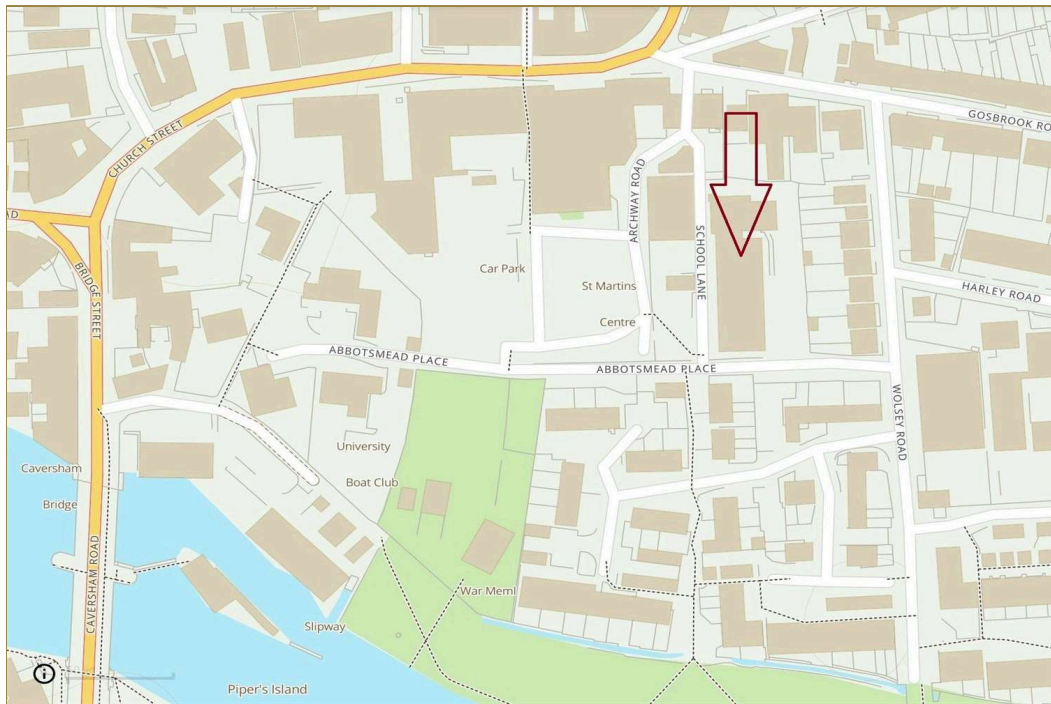 GOSBROOK RO
CHURCH STREET
ARCHWAY ROAD
AD
SCHOOL LANE
Car Park
BRIDGE STREET
St Martins
HARLEY ROAD
Centre
ABBOTSMEAD PLACE
ABBOTSMEAD PLACE
WOLSEY ROAD
University
Caversham
Boat Club
Bridge
CAVERSHAM ROAD
War Meml
Slipway
Piper's Island